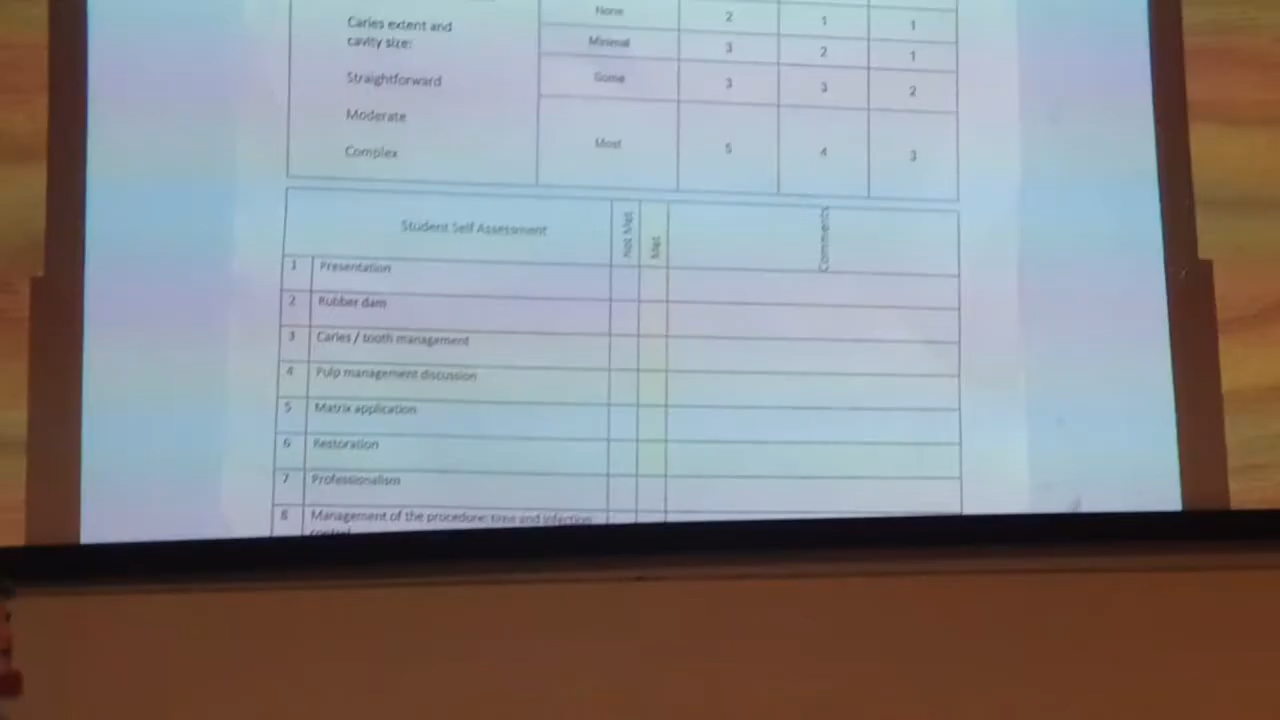 Caries extent and
cavity size:
Straightforward
Moderate
Complex
None 2 1 1
Minimal 3 2 1
Some 3 3 2
Most 5 4 3
Student Self Assessment Not Met Met Comments
1 Presentation
2 Rubber dam
3 Caries / tooth management
4 Pulp management discussion
5 Matrix application
6 Restoration
7 Professionalism
8 Management of the procedure: time and infection
control